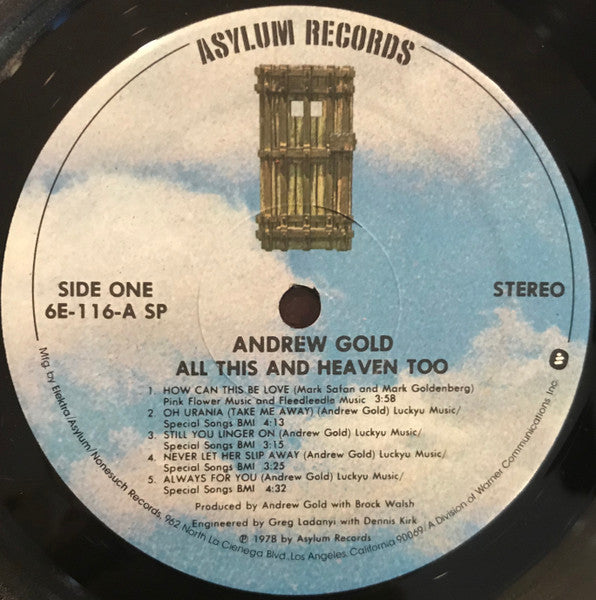 ASYLUM RECORDS
SIDE ONE
6E-116-A SP
STEREO
ANDREW GOLD
ALL THIS AND HEAVEN TOO
1. HOW CAN THIS BE LOVE (Mark Safan and Mark Goldenberg)
Pink Flower Music and Fleedleedle Music 3:58
2. OH URANIA (TAKE ME AWAY) (Andrew Gold) Luckyu Music/
Special Songs BMI 4:13
3. STILL YOU LINGER ON (Andrew Gold) Luckyu Music/
Special Songs BMI 3:15
4. NEVER LET HER SLIP AWAY (Andrew Gold) Luckyu Music/
Special Songs BMI 3:25
5. ALWAYS FOR YOU (Andrew Gold) Luckyu Music/
Special Songs BMI 4:32
Produced by Andrew Gold with Brock Walsh
Engineered by Greg Ladanyi with Dennis Kirk
℗ 1978 by Asylum Records
Mfg. by Elektra/Asylum/Nonesuch Records, 962 North La Cienega Blvd., Los Angeles, California 90069/A Division of Warner Communications Inc.